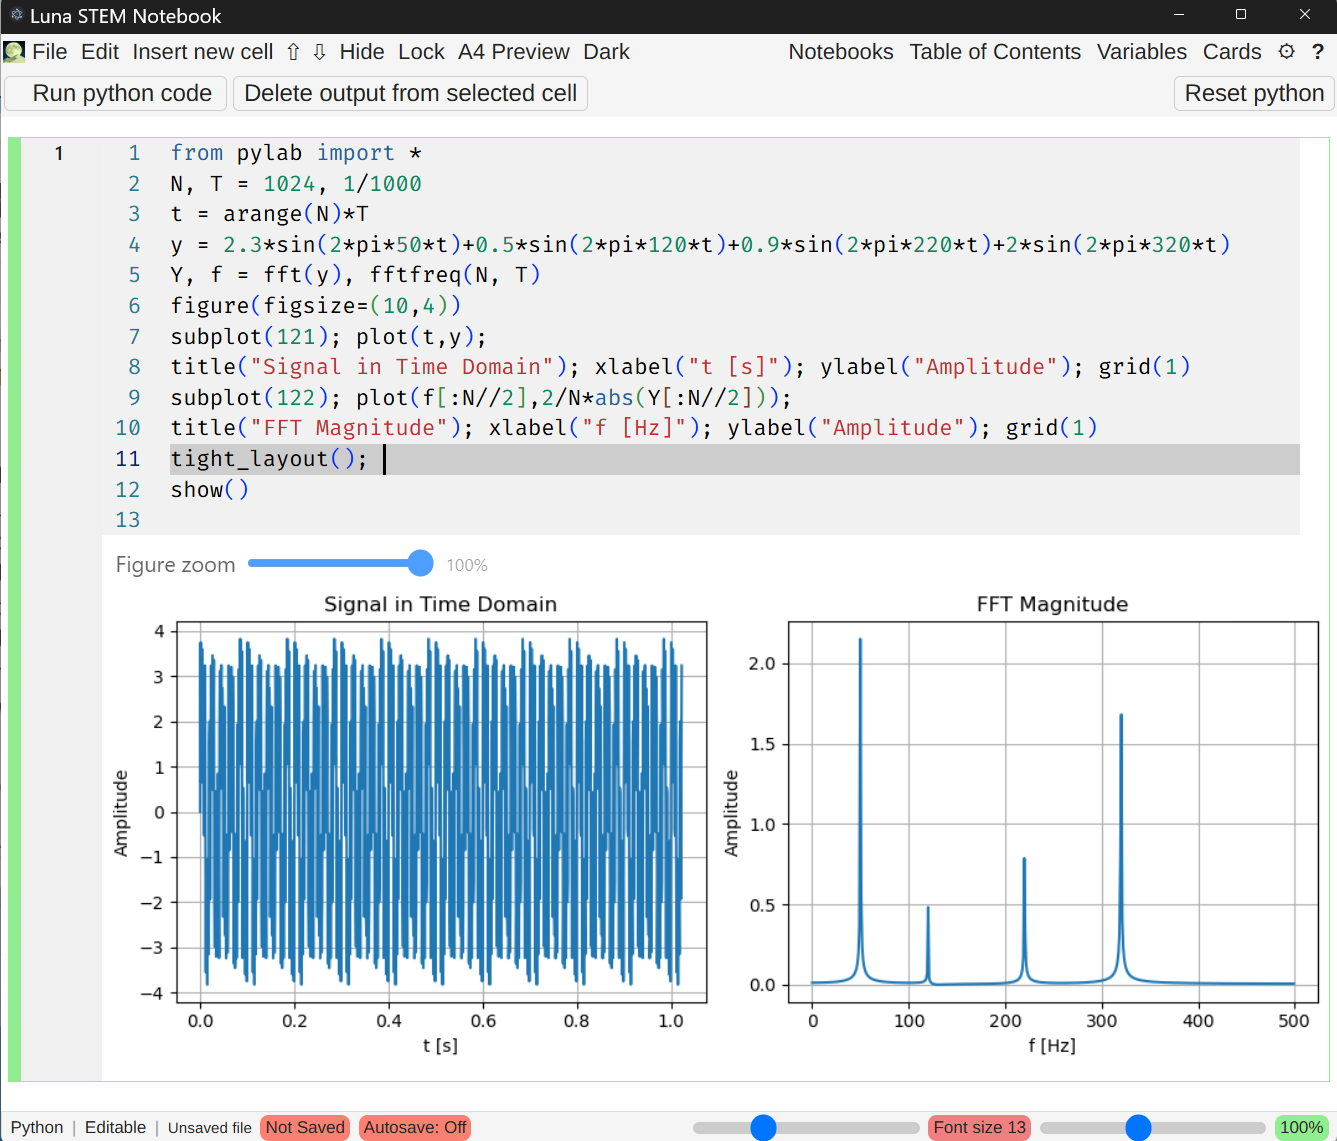 Luna STEM Notebook
File Edit Insert new cell ⇧ ⇩ Hide Lock A4 Preview Dark Notebooks Table of Contents Variables Cards ⚙ ?
Run python code Delete output from selected cell Reset python
1
1 from pylab import *
2 N, T = 1024, 1/1000
3 t = arange(N)*T
4 y = 2.3*sin(2*pi*50*t)+0.5*sin(2*pi*120*t)+0.9*sin(2*pi*220*t)+2*sin(2*pi*320*t)
5 Y, f = fft(y), fftfreq(N, T)
6 figure(figsize=(10,4))
7 subplot(121); plot(t,y);
8 title("Signal in Time Domain"); xlabel("t [s]"); ylabel("Amplitude"); grid(1)
9 subplot(122); plot(f[:N//2],2/N*abs(Y[:N//2]));
10 title("FFT Magnitude"); xlabel("f [Hz]"); ylabel("Amplitude"); grid(1)
11 tight_layout();
12 show()
13
Figure zoom 100%
Signal in Time Domain
4
3
2
1
0
−1
−2
−3
−4
Amplitude
0.0 0.2 0.4 0.6 0.8 1.0
t [s]
FFT Magnitude
2.0
1.5
1.0
0.5
0.0
Amplitude
0 100 200 300 400 500
f [Hz]
Python | Editable | Unsaved file Not Saved Autosave: Off Font size 13 100%